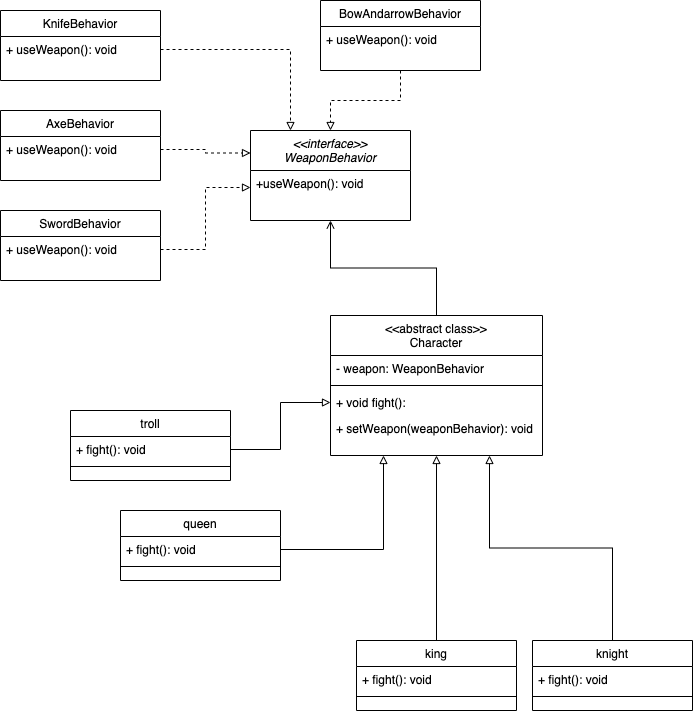 KnifeBehavior
+ useWeapon(): void
BowAndarrowBehavior
+ useWeapon(): void
AxeBehavior
+ useWeapon(): void
<<interface>>
WeaponBehavior
+useWeapon(): void
SwordBehavior
+ useWeapon(): void
<<abstract class>>
Character
- weapon: WeaponBehavior
+ void fight():
+ setWeapon(weaponBehavior): void
troll
+ fight(): void
queen
+ fight(): void
king
+ fight(): void
knight
+ fight(): void